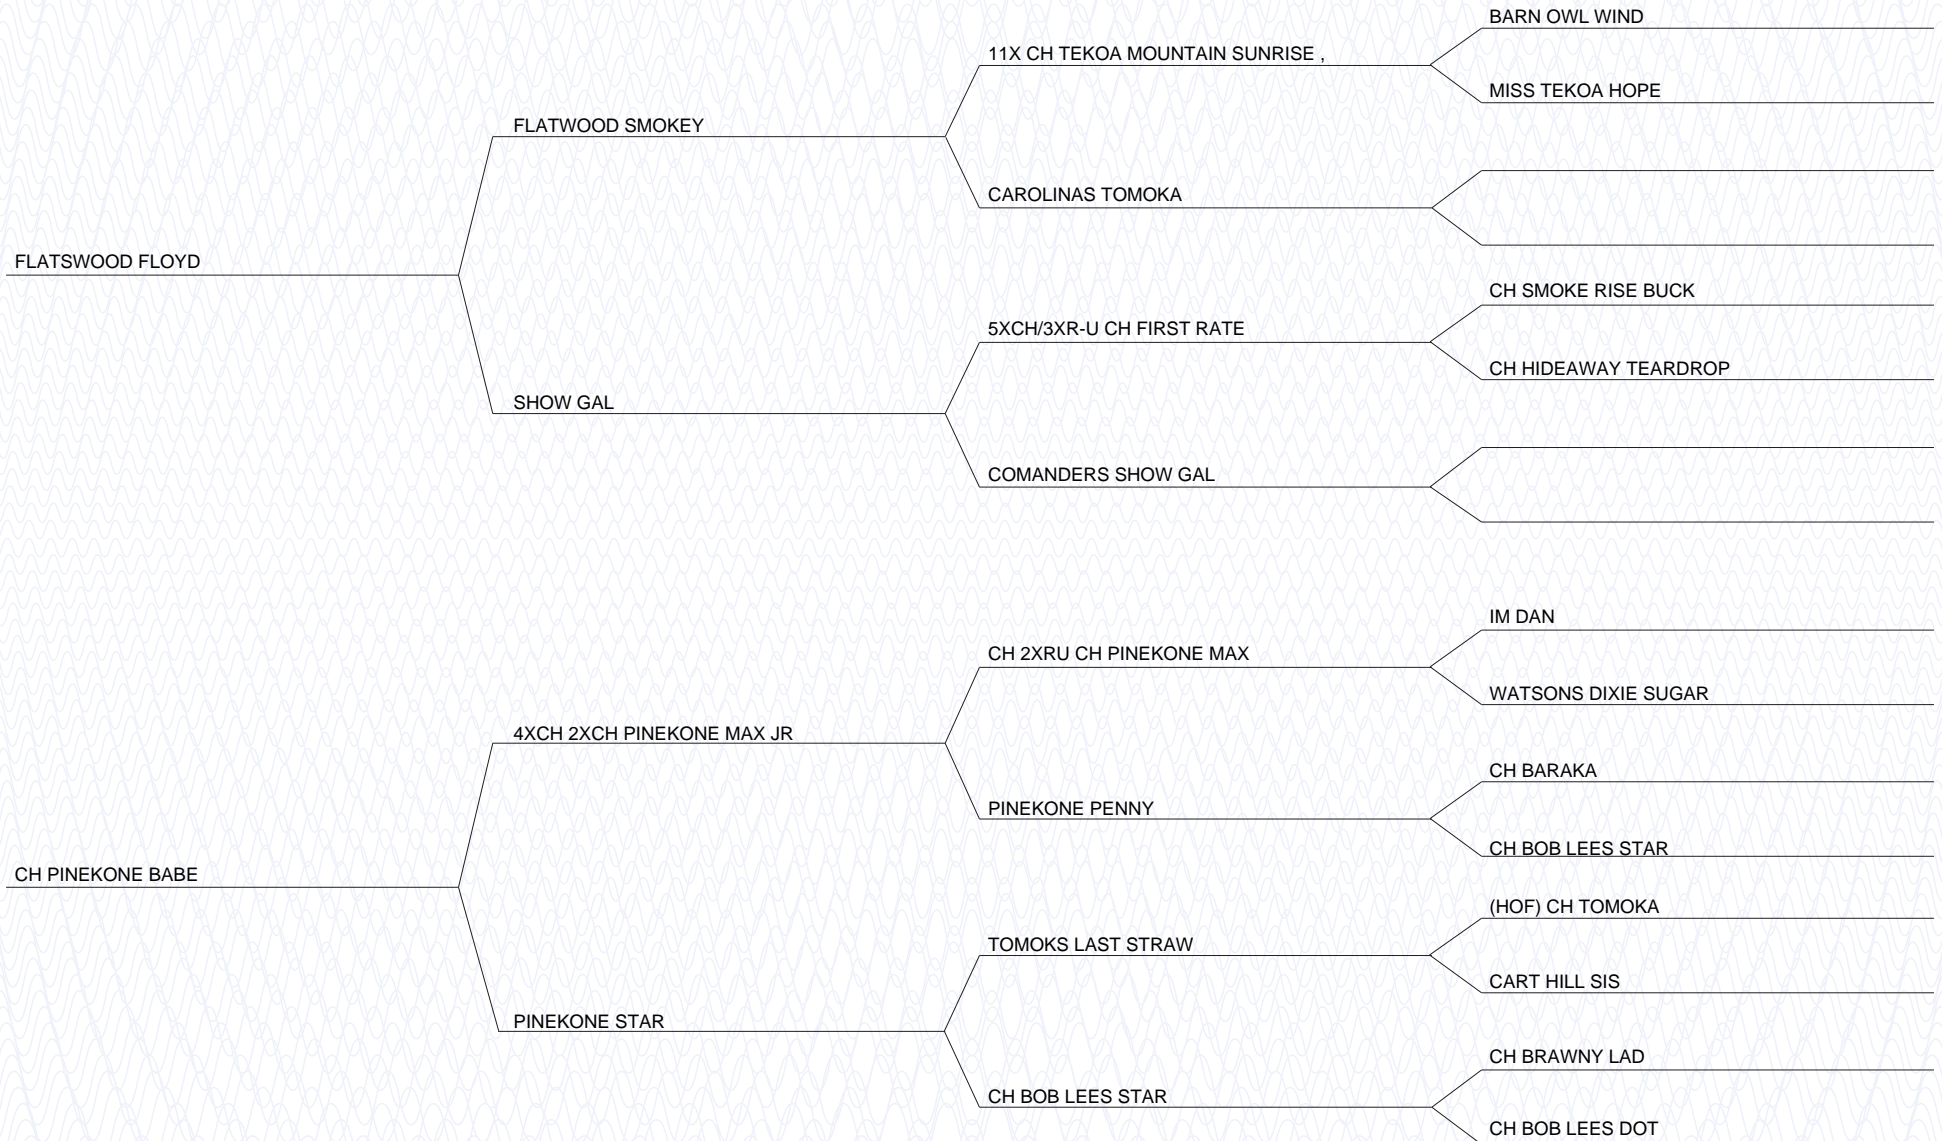 BARN OWL WIND
11X CH TEKOA MOUNTAIN SUNRISE ,
MISS TEKOA HOPE
FLATWOOD SMOKEY
CAROLINAS TOMOKA
FLATSWOOD FLOYD
CH SMOKE RISE BUCK
5XCH/3XR-U CH FIRST RATE
CH HIDEAWAY TEARDROP
SHOW GAL
COMANDERS SHOW GAL
IM DAN
CH 2XRU CH PINEKONE MAX
WATSONS DIXIE SUGAR
4XCH 2XCH PINEKONE MAX JR
CH BARAKA
PINEKONE PENNY
CH BOB LEES STAR
CH PINEKONE BABE
(HOF) CH TOMOKA
TOMOKS LAST STRAW
CART HILL SIS
PINEKONE STAR
CH BRAWNY LAD
CH BOB LEES STAR
CH BOB LEES DOT